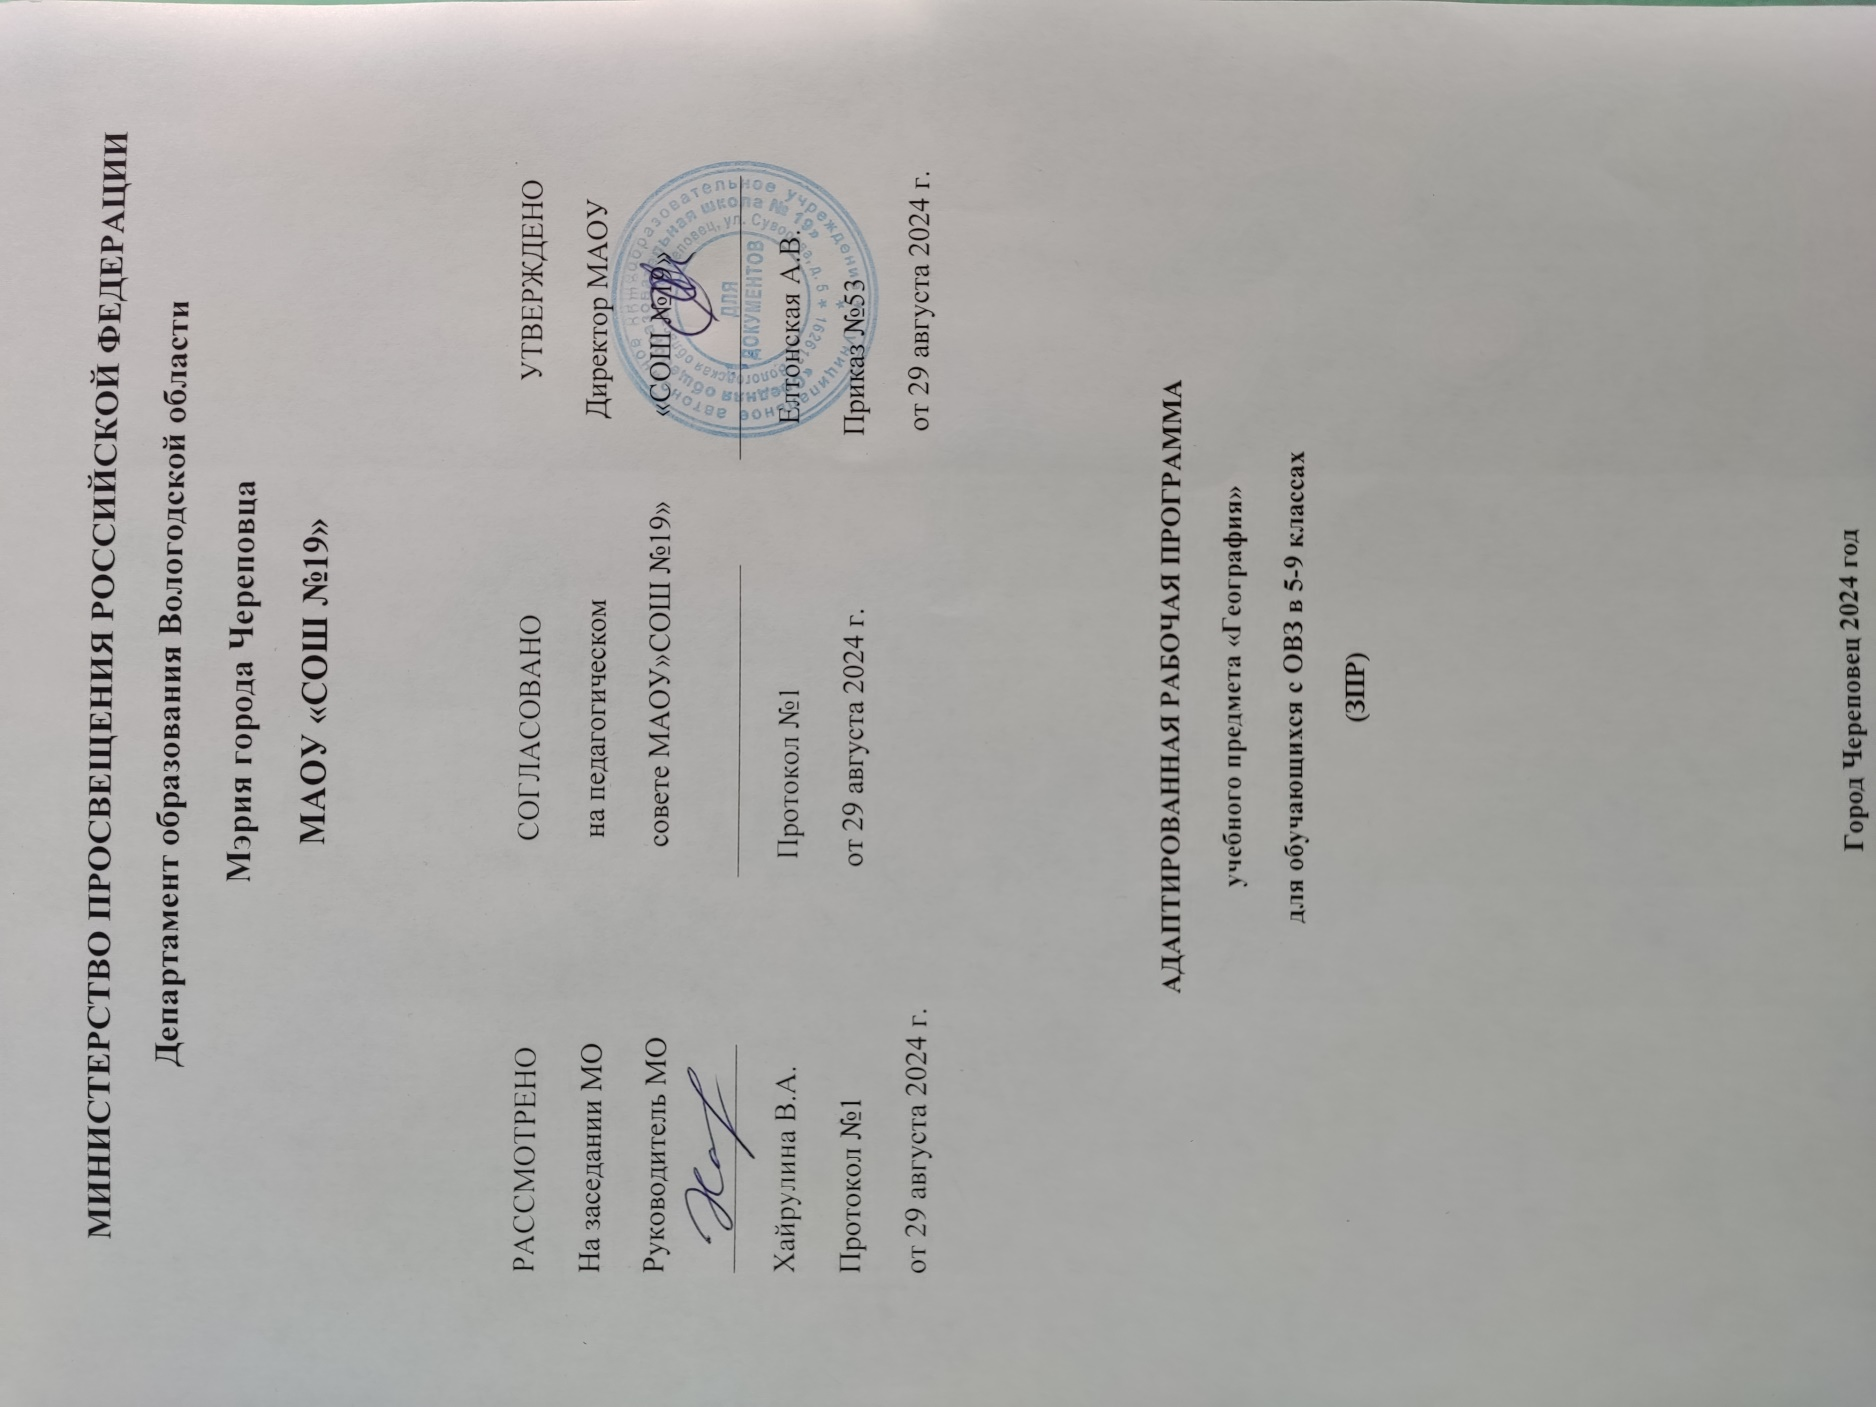 МИНИСТЕРСТВО ПРОСВЕЩЕНИЯ РОССИЙСКОЙ ФЕДЕРАЦИИ
Департамент образования Вологодской области
Мэрия города Череповца
МАОУ «СОШ №19»
РАССМОТРЕНО
На заседании МО
Руководитель МО
Хайрулина В.А.
Протокол №1
от 29 августа 2024 г.
СОГЛАСОВАНО
на педагогическом
совете МАОУ»СОШ №19»
Протокол №1
от 29 августа 2024 г.
УТВЕРЖДЕНО
Директор МАОУ
«СОШ №19»
Елтонская А.В.
Приказ №53
от 29 августа 2024 г.
ДЛЯ
ДОКУМЕНТОВ
АДАПТИРОВАННАЯ РАБОЧАЯ ПРОГРАММА
учебного предмета «География»
для обучающихся с ОВЗ в 5-9 классах
(ЗПР)
Город Череповец 2024 год